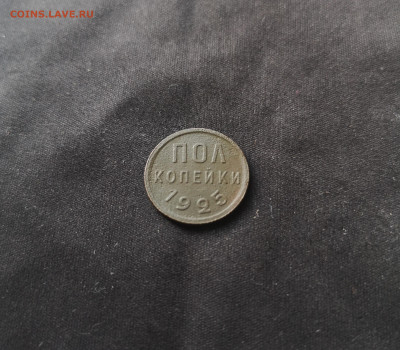 COINS.LAVE.RU
ПОЛ
КОПЕЙКИ
1925